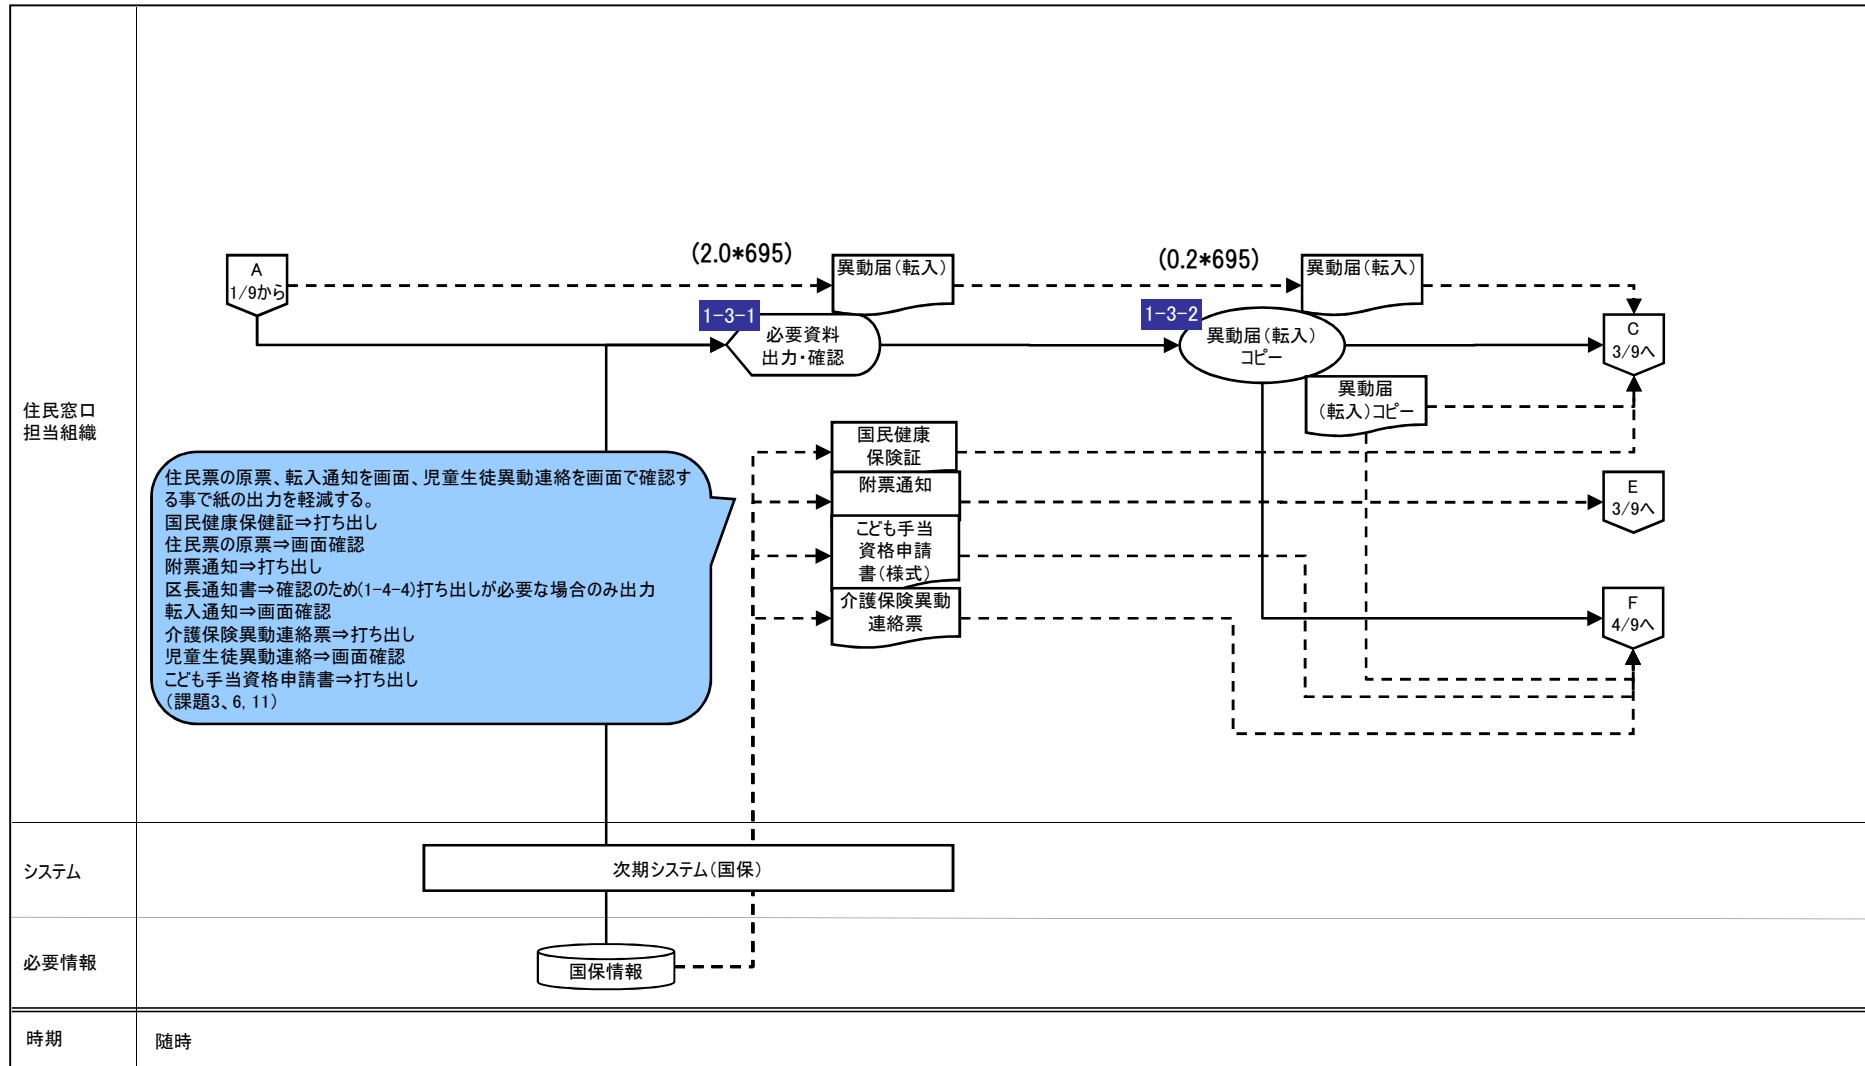 住民窓口
担当組織
A
1/9から
(2.0*695)
異動届(転入)
(0.2*695)
異動届(転入)
1-3-1
必要資料
出力・確認
1-3-2
異動届(転入)
コピー
C
3/9へ
異動届
(転入)コピー
国民健康
保険証
附票通知
こども手当
資格申請
書(様式)
介護保険異動
連絡票
E
3/9へ
F
4/9へ
住民票の原票、転入通知を画面、児童生徒異動連絡を画面で確認す
る事で紙の出力を軽減する。
国民健康保健証⇒打ち出し
住民票の原票⇒画面確認
附票通知⇒打ち出し
区長通知書⇒確認のため(1-4-4)打ち出しが必要な場合のみ出力
転入通知⇒画面確認
介護保険異動連絡票⇒打ち出し
児童生徒異動連絡⇒画面確認
こども手当資格申請書⇒打ち出し
(課題3、6, 11)
システム
次期システム(国保)
必要情報
国保情報
時期
随時